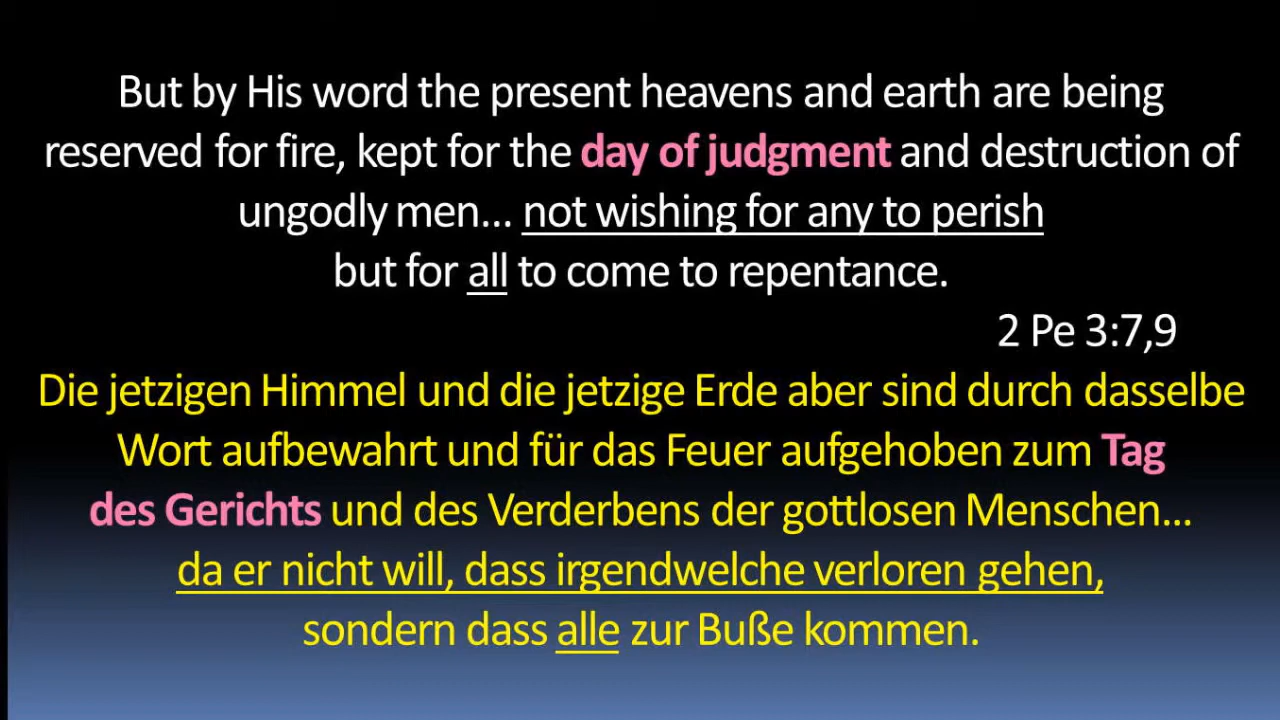 But by His word the present heavens and earth are being
reserved for fire, kept for the day of judgment and destruction of
ungodly men... not wishing for any to perish
but for all to come to repentance.
2 Pe 3:7,9
Die jetzigen Himmel und die jetzige Erde aber sind durch dasselbe
Wort aufbewahrt und für das Feuer aufgehoben zum Tag
des Gerichts und des Verderbens der gottlosen Menschen...
da er nicht will, dass irgendwelche verloren gehen,
sondern dass alle zur Buße kommen.